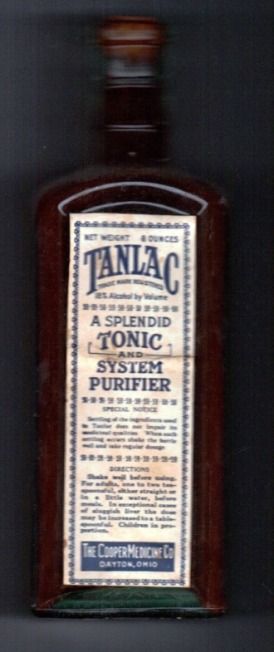 NET WEIGHT 8 OUNCES
TANLAC
TRADE MARK REGISTERED
18% Alcohol by Volume
A SPLENDID
TONIC
AND
SYSTEM
PURIFIER
SPECIAL NOTICE
Settling of the ingredients used
in Tanlac does not impair its
medicinal qualities. When such
settling occurs shake the bottle
well and take regular dosage.
DIRECTIONS
Shake well before using.
For adults, one to two tea-
spoonful, either straight or
in a little water, before
meals. In exceptional cases
of sluggish liver the dose
may be increased to a table-
spoonful. Children in pro-
portion.
THE COOPER MEDICINE CO
DAYTON, OHIO